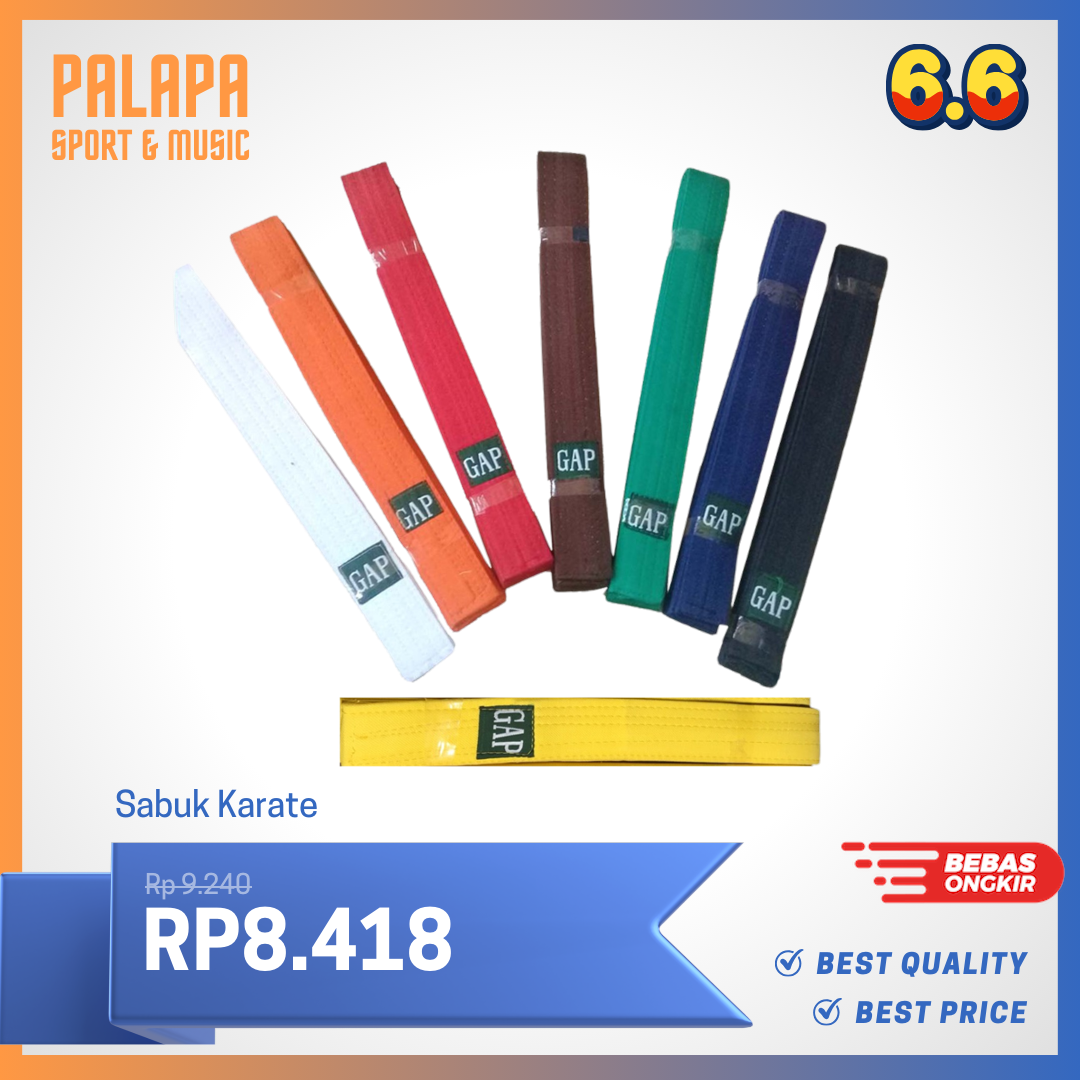 PALAPA
SPORT & MUSIC
6.6
GAP
GAP
GAP
GAP
GAP
GAP
GAP
GAP
Sabuk Karate
Rp 9.240
RP8.418
BEBAS
ONGKIR
BEST QUALITY
BEST PRICE